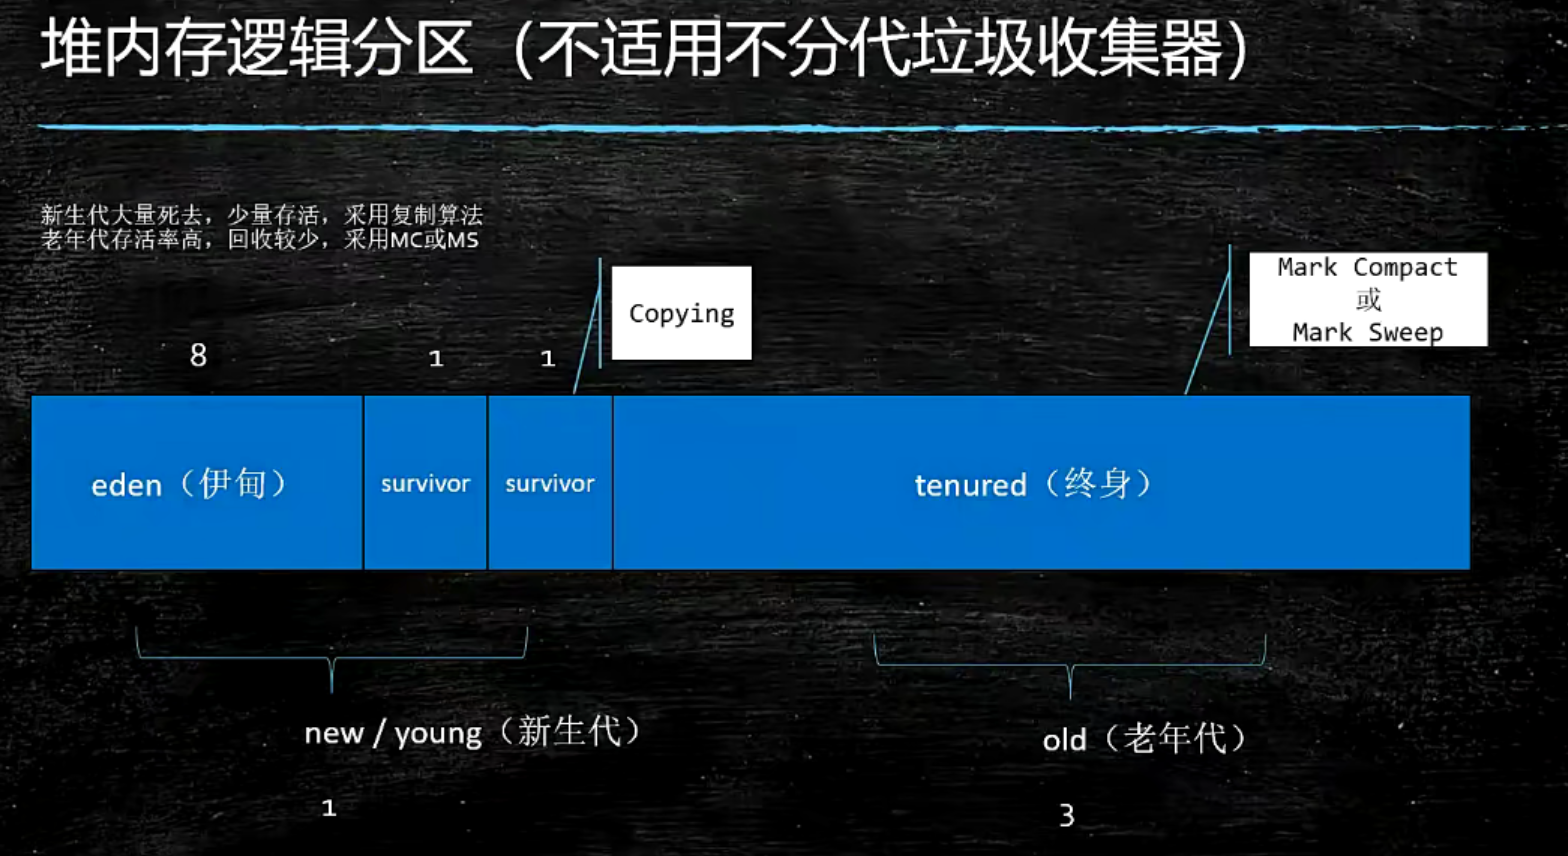 堆内存逻辑分区（不适用不分代垃圾收集器）
新生代大量死去，少量存活，采用复制算法
老年代存活率高，回收较少，采用MC或MS
Copying
Mark Compact
或
Mark Sweep
8
1
1
eden（伊甸）
survivor
survivor
tenured（终身）
new / young（新生代）
old（老年代）
1
3